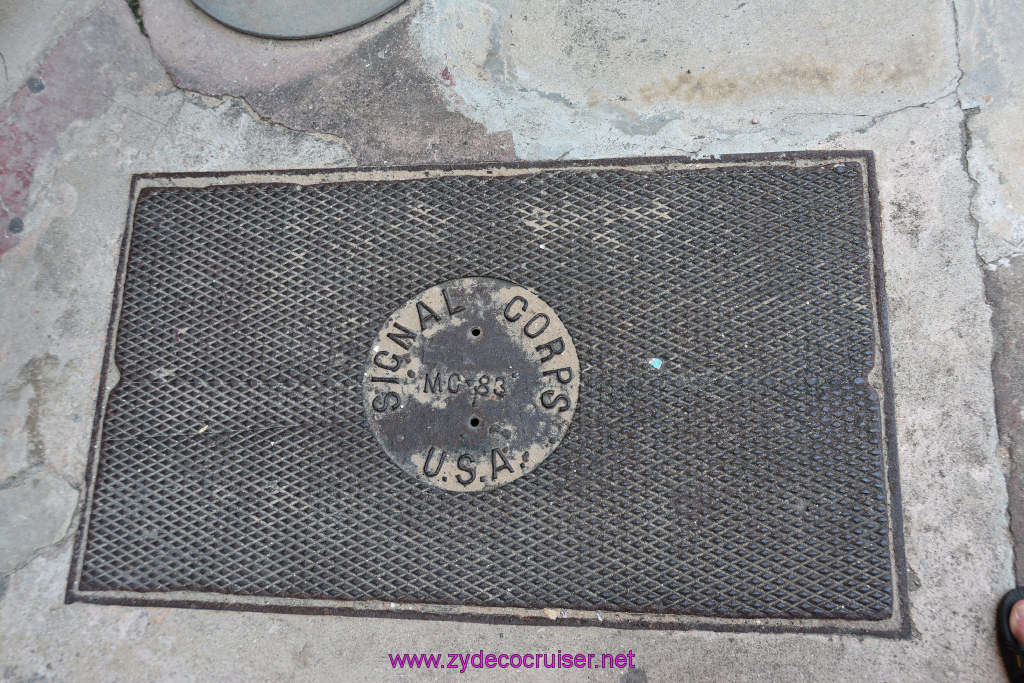 SIGNAL CORPS
MC-83
U.S.A.
www.zydecocruiser.net